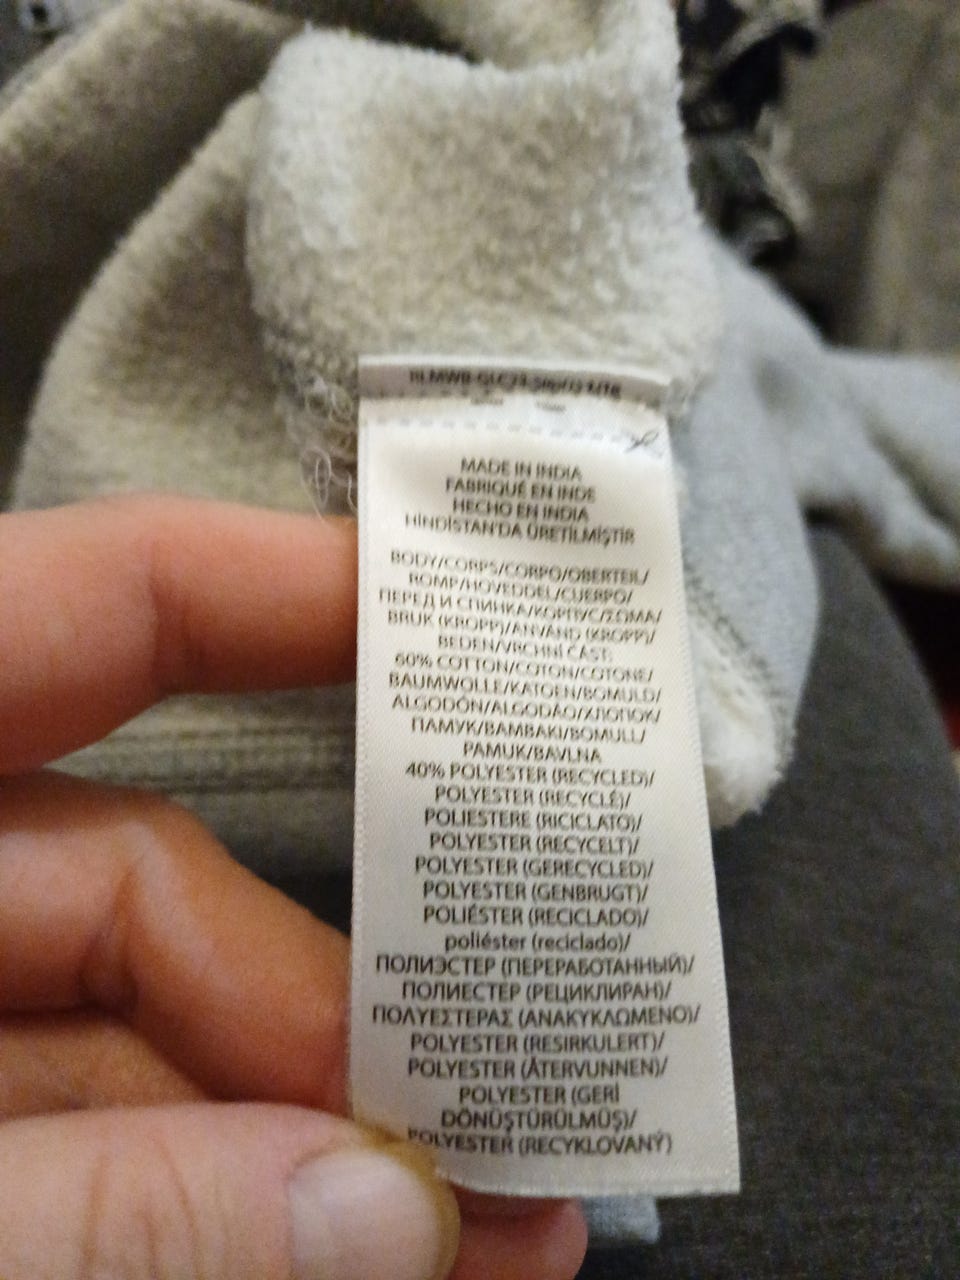 MADE IN INDIA
FABRIQUÉ EN INDE
HECHO EN INDIA
HİNDİSTAN'DA ÜRETİLMİŞTİR
BODY/CORPS/CORPO/OBERTEIL/
ROMP/HOVEDDEL/CUERPO/
ПЕРЕД И СПИНКА/КОРПУС/ΣΩΜΑ/
BRUK (KROPP)/ANVÄND (KROPP)/
BEDEN/VRCHNÍ ČÁST:
60% COTTON/COTON/COTONE/
BAUMWOLLE/KATOEN/BOMULD/
ALGODÓN/ALGODÃO/ХЛОПОК/
ПАМУК/ΒΑΜΒΑΚΙ/BOMULL/
PAMUK/BAVLNA
40% POLYESTER (RECYCLED)/
POLYESTER (RECYCLÉ)/
POLIESTERE (RICICLATO)/
POLYESTER (RECYCELT)/
POLYESTER (GERECYCLED)/
POLYESTER (GENBRUGT)/
POLIÉSTER (RECICLADO)/
poliéster (reciclado)/
ПОЛИЭСТЕР (ПЕРЕРАБОТАННЫЙ)/
ПОЛИЕСТЕР (РЕЦИКЛИРАН)/
ΠΟΛΥΕΣΤΕΡΑΣ (ΑΝΑΚΥΚΛΩΜΕΝΟ)/
POLYESTER (RESIRKULERT)/
POLYESTER (ÅTERVUNNEN)/
POLYESTER (GERİ
DÖNÜŞTÜRÜLMÜŞ)/
POLYESTER (RECYKLOVANÝ)